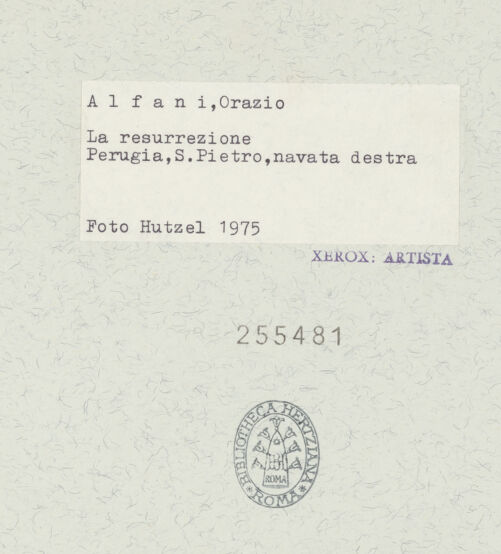 A l f a n i,Orazio
La resurrezione
Perugia,S.Pietro,navata destra
Foto Hutzel 1975
XEROX: ARTISTA
255481
BIBLIOTHECA HERTZIANA
ROMA
* ROMA *